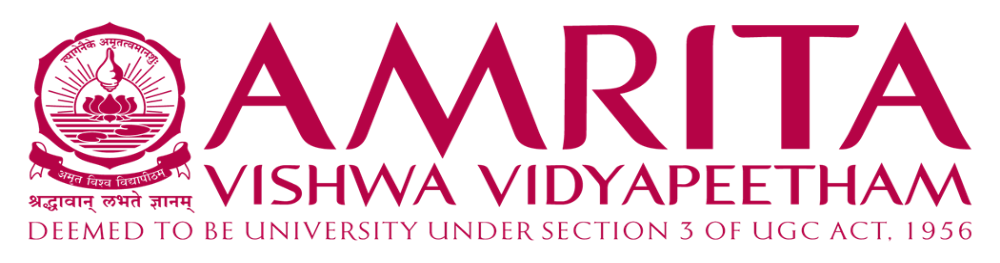 त्यागेनैके अमृतत्वमानशुः
अमृत विश्व विद्यापीठम्
श्रद्धावान् लभते ज्ञानम्
AMRITA
VISHWA VIDYAPEETHAM
DEEMED TO BE UNIVERSITY UNDER SECTION 3 OF UGC ACT, 1956